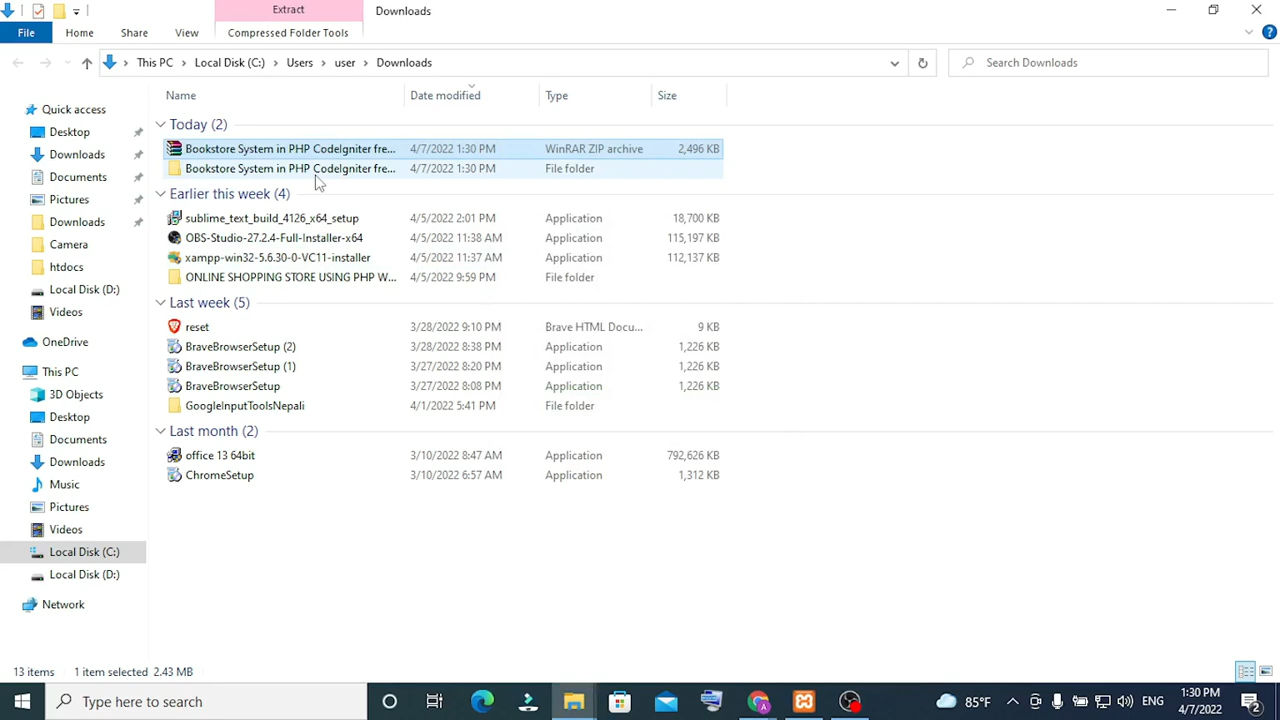 Extract
Downloads
File
Home
Share
View
Compressed Folder Tools
This PC
Local Disk (C:)
Users
user
Downloads
Search Downloads
Name
Date modified
Type
Size
Quick access
Desktop
Downloads
Documents
Pictures
Downloads
Camera
htdocs
Local Disk (D:)
Videos
OneDrive
This PC
3D Objects
Desktop
Documents
Downloads
Music
Pictures
Videos
Local Disk (C:)
Local Disk (D:)
Network
Today (2)
Bookstore System in PHP CodeIgniter fre... 4/7/2022 1:30 PM WinRAR ZIP archive 2,496 KB
Bookstore System in PHP CodeIgniter fre... 4/7/2022 1:30 PM File folder
Earlier this week (4)
sublime_text_build_4126_x64_setup 4/5/2022 2:01 PM Application 18,700 KB
OBS-Studio-27.2.4-Full-Installer-x64 4/5/2022 11:38 AM Application 115,197 KB
xampp-win32-5.6.30-0-VC11-installer 4/5/2022 11:37 AM Application 112,137 KB
ONLINE SHOPPING STORE USING PHP W... 4/5/2022 9:59 PM File folder
Last week (5)
reset 3/28/2022 9:10 PM Brave HTML Docu... 9 KB
BraveBrowserSetup (2) 3/28/2022 8:38 PM Application 1,226 KB
BraveBrowserSetup (1) 3/27/2022 8:20 PM Application 1,226 KB
BraveBrowserSetup 3/27/2022 8:08 PM Application 1,226 KB
GoogleInputToolsNepali 4/1/2022 5:41 PM File folder
Last month (2)
office 13 64bit 3/10/2022 8:47 AM Application 792,626 KB
ChromeSetup 3/10/2022 6:57 AM Application 1,312 KB
13 items 1 item selected 2.43 MB
Type here to search
85°F
ENG
1:30 PM
4/7/2022
2